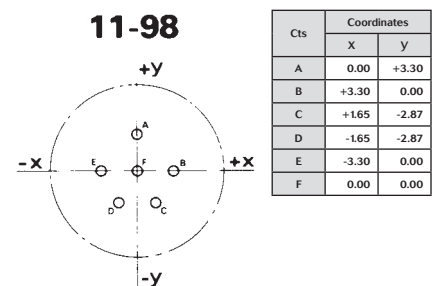 11-98
+y
A
-x
E
F
B
+x
D
C
-y
Cts
Coordinates
X
y
A 0.00 +3.30
B +3.30 0.00
C +1.65 -2.87
D -1.65 -2.87
E -3.30 0.00
F 0.00 0.00